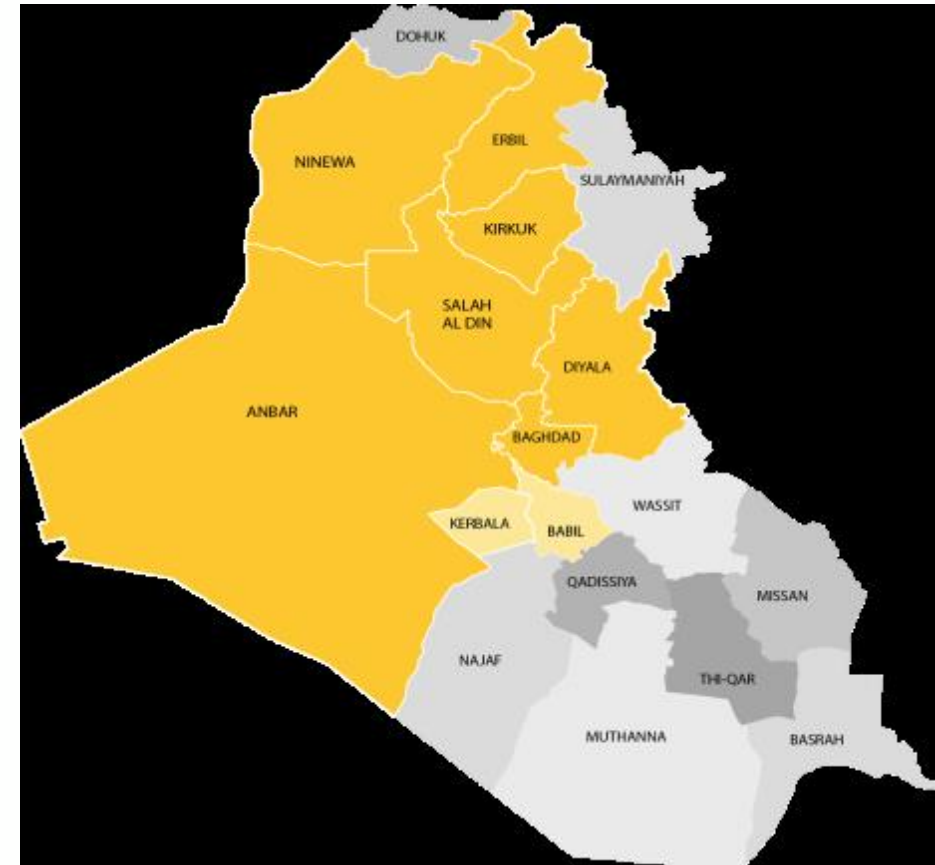 DOHUK
ERBIL
NINEWA
SULAYMANIYAH
KIRKUK
SALAH
AL DIN
DIYALA
ANBAR
BAGHDAD
WASSIT
KERBALA
BABIL
QADISSIYA
MISSAN
NAJAF
THI-QAR
MUTHANNA
BASRAH